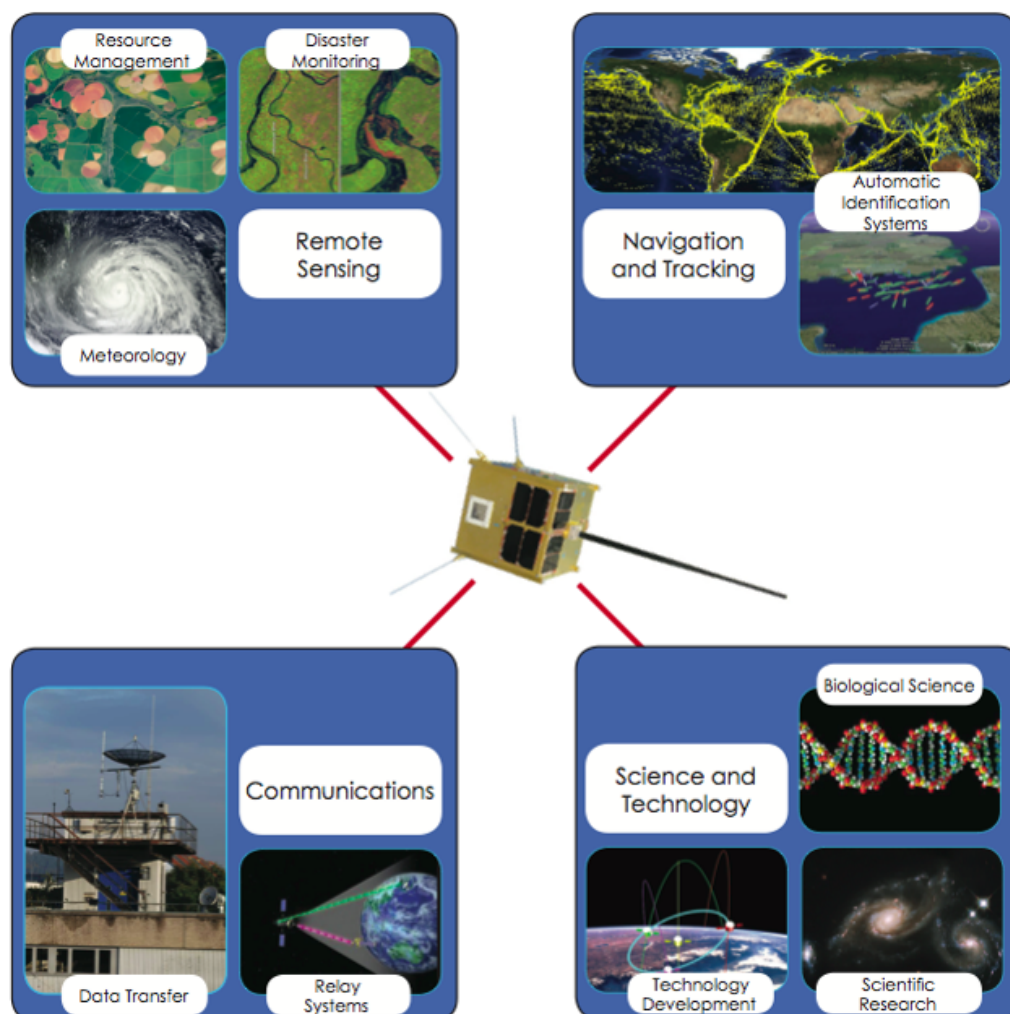 Resource
Management
Disaster
Monitoring
Remote
Sensing
Meteorology
Automatic
Identification
Systems
Navigation
and Tracking
Communications
Data Transfer
Relay
Systems
Biological Science
Science and
Technology
Technology
Development
Scientific
Research